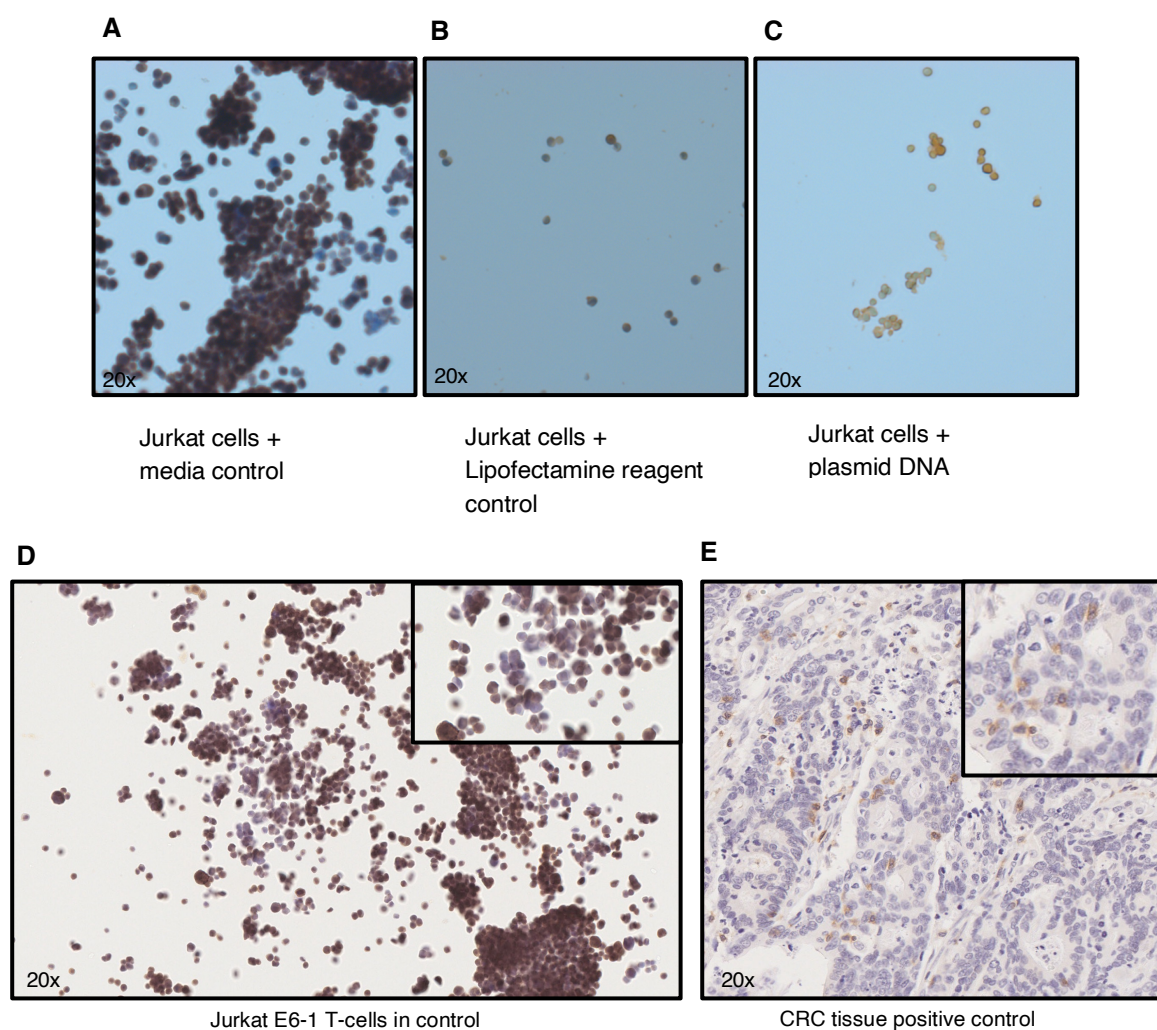 A
B
C
20x
20x
20x
Jurkat cells +
media control
Jurkat cells +
Lipofectamine reagent
control
Jurkat cells +
plasmid DNA
D
E
20x
20x
Jurkat E6-1 T-cells in control
CRC tissue positive control